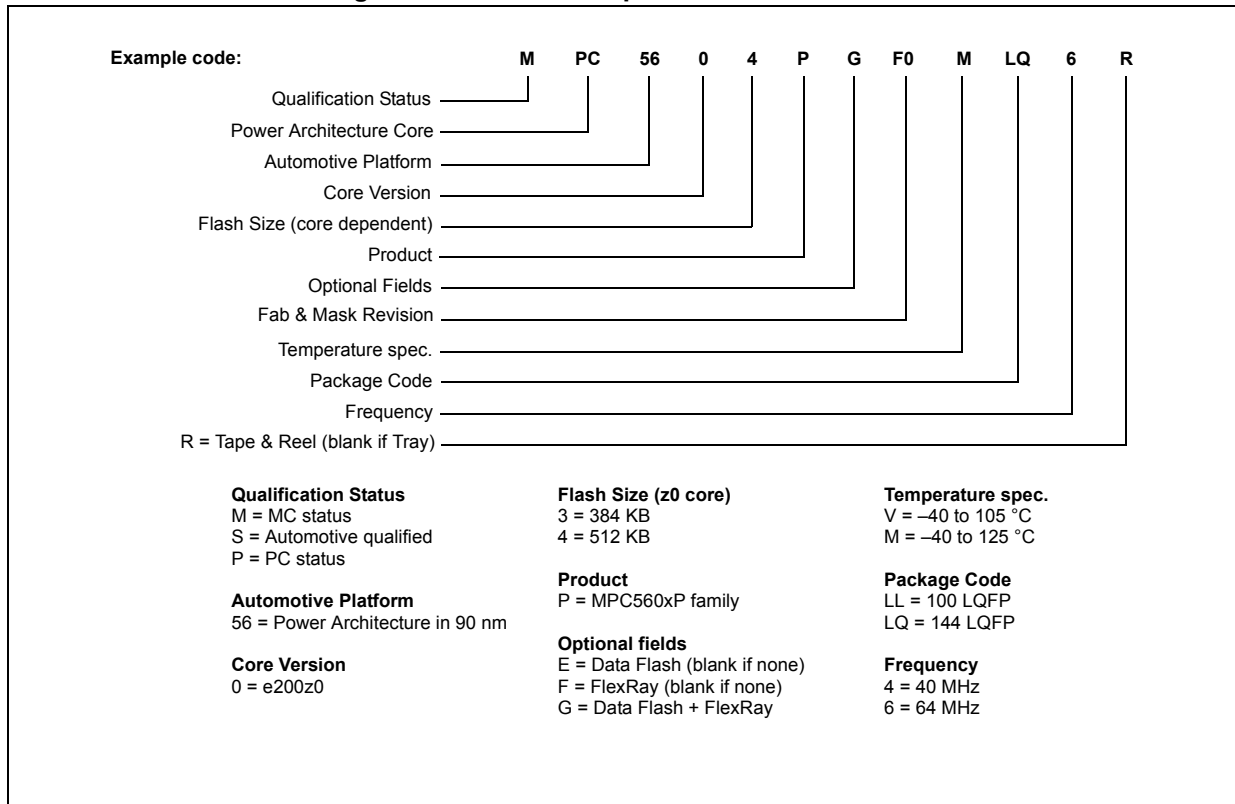 Example code: M PC 56 0 4 P G F0 M LQ 6 R
Qualification Status
Power Architecture Core
Automotive Platform
Core Version
Flash Size (core dependent)
Product
Optional Fields
Fab & Mask Revision
Temperature spec.
Package Code
Frequency
R = Tape & Reel (blank if Tray)
Qualification Status
M = MC status
S = Automotive qualified
P = PC status
Automotive Platform
56 = Power Architecture in 90 nm
Core Version
0 = e200z0
Flash Size (z0 core)
3 = 384 KB
4 = 512 KB
Product
P = MPC560xP family
Optional fields
E = Data Flash (blank if none)
F = FlexRay (blank if none)
G = Data Flash + FlexRay
Temperature spec.
V = –40 to 105 °C
M = –40 to 125 °C
Package Code
LL = 100 LQFP
LQ = 144 LQFP
Frequency
4 = 40 MHz
6 = 64 MHz